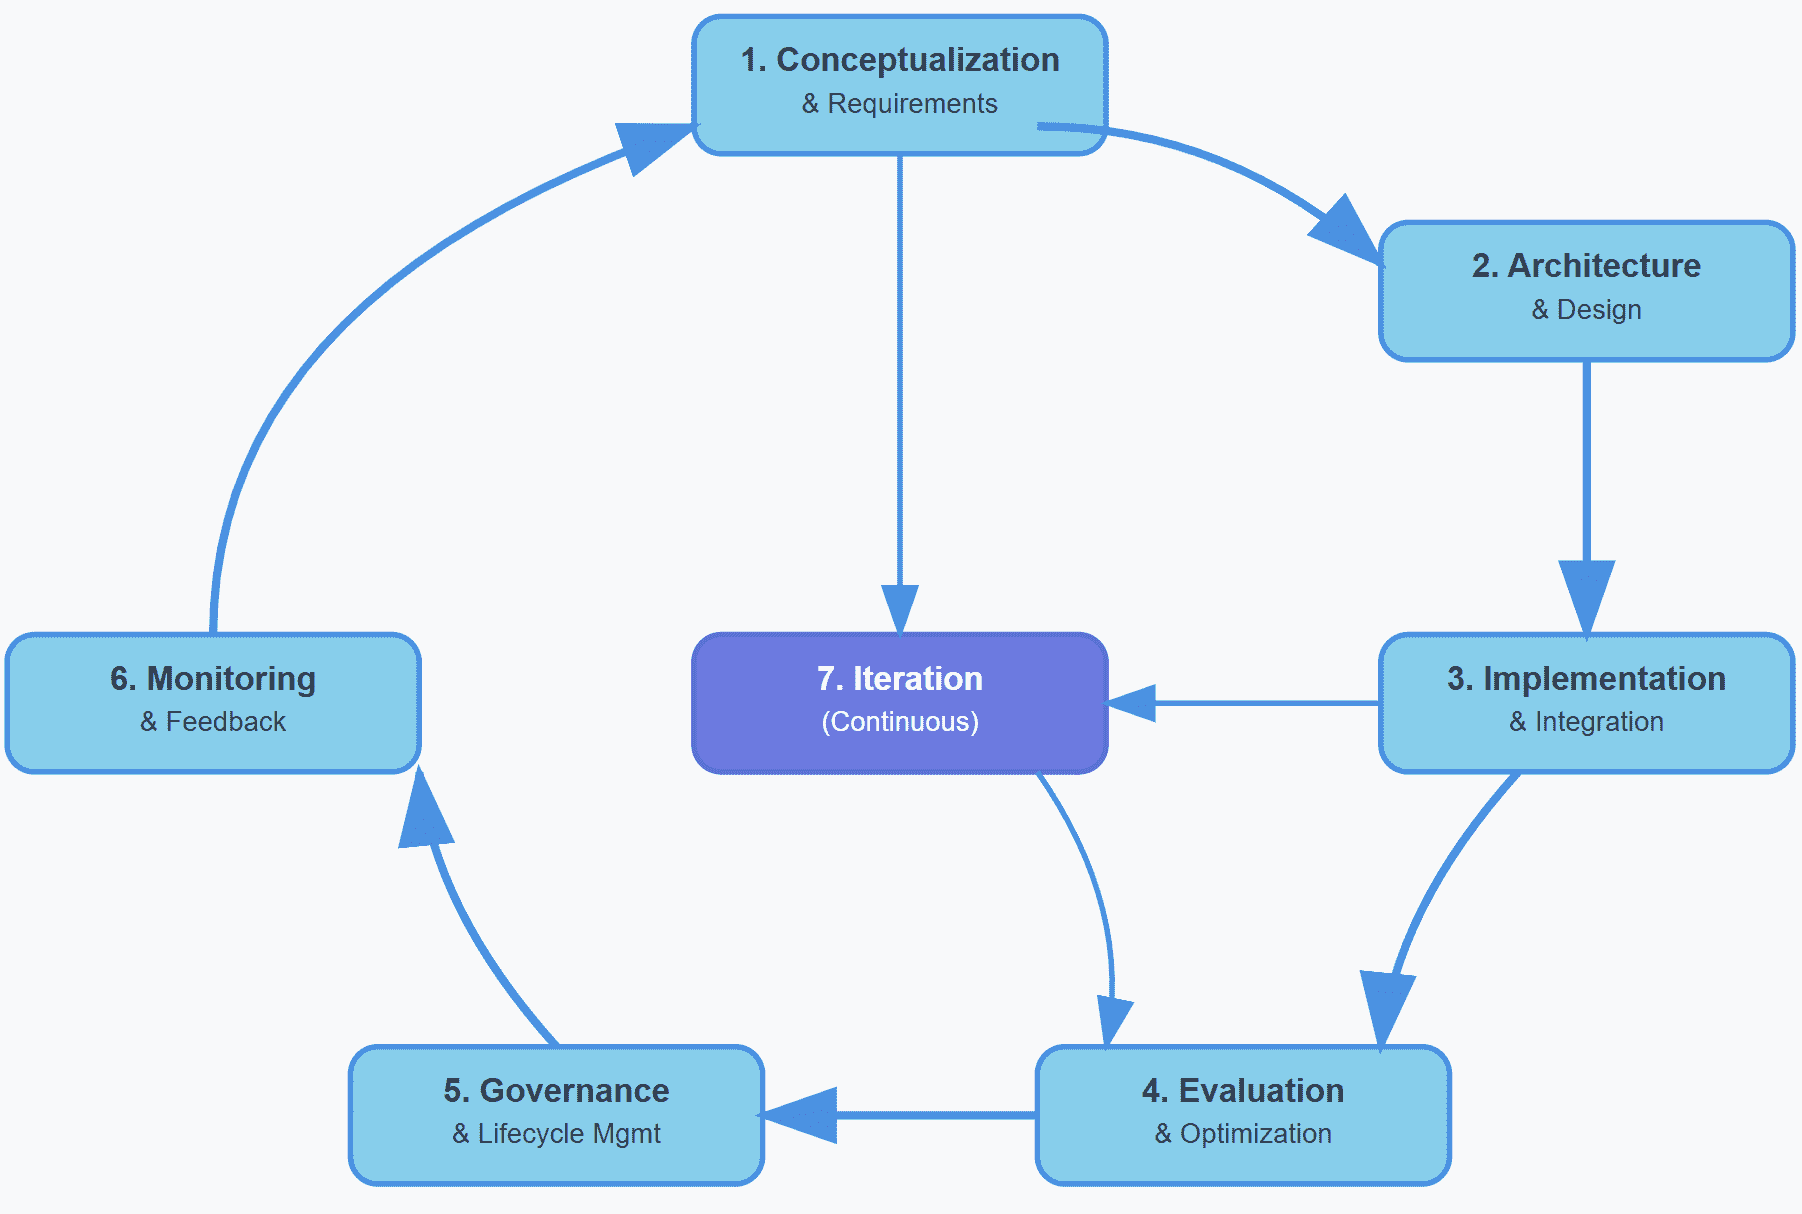 1. Conceptualization
& Requirements
2. Architecture
& Design
3. Implementation
& Integration
4. Evaluation
& Optimization
5. Governance
& Lifecycle Mgmt
6. Monitoring
& Feedback
7. Iteration
(Continuous)